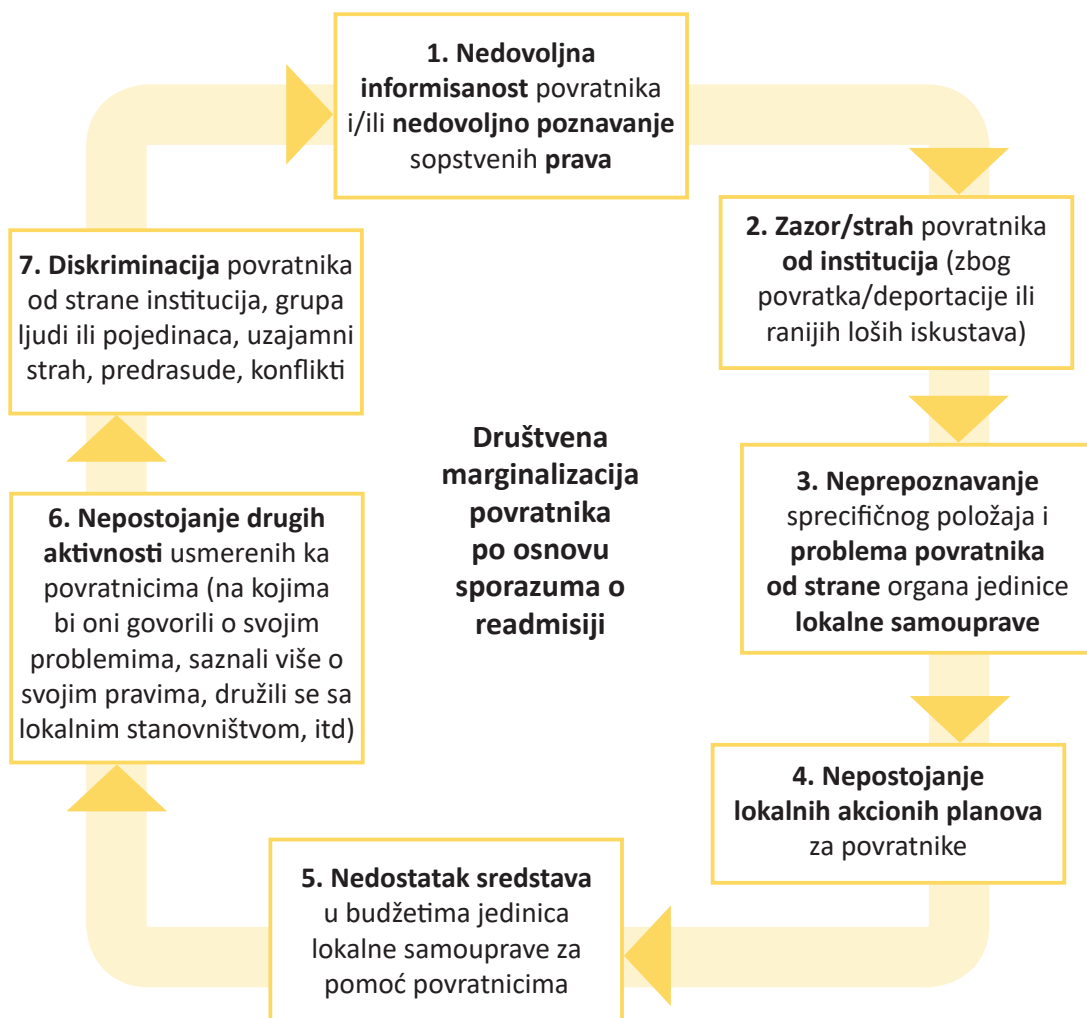 1. Nedovoljna
informisanost povratnika
i/ili nedovoljno poznavanje
sopstvenih prava
2. Zazor/strah povratnika
od institucija (zbog
povratka/deportacije ili
ranijih loših iskustava)
3. Neprepoznavanje
sprecifičnog položaja i
problema povratnika
od strane organa jedinice
lokalne samouprave
4. Nepostojanje
lokalnih akcionih planova
za povratnike
5. Nedostatak sredstava
u budžetima jedinica
lokalne samouprave za
pomoć povratnicima
6. Nepostojanje drugih
aktivnosti usmerenih ka
povratnicima (na kojima
bi oni govorili o svojim
problemima, saznali više o
svojim pravima, družili se sa
lokalnim stanovništvom, itd)
7. Diskriminacija povratnika
od strane institucija, grupa
ljudi ili pojedinaca, uzajamni
strah, predrasude, konflikti
Društvena
marginalizacija
povratnika
po osnovu
sporazuma o
readmisiji